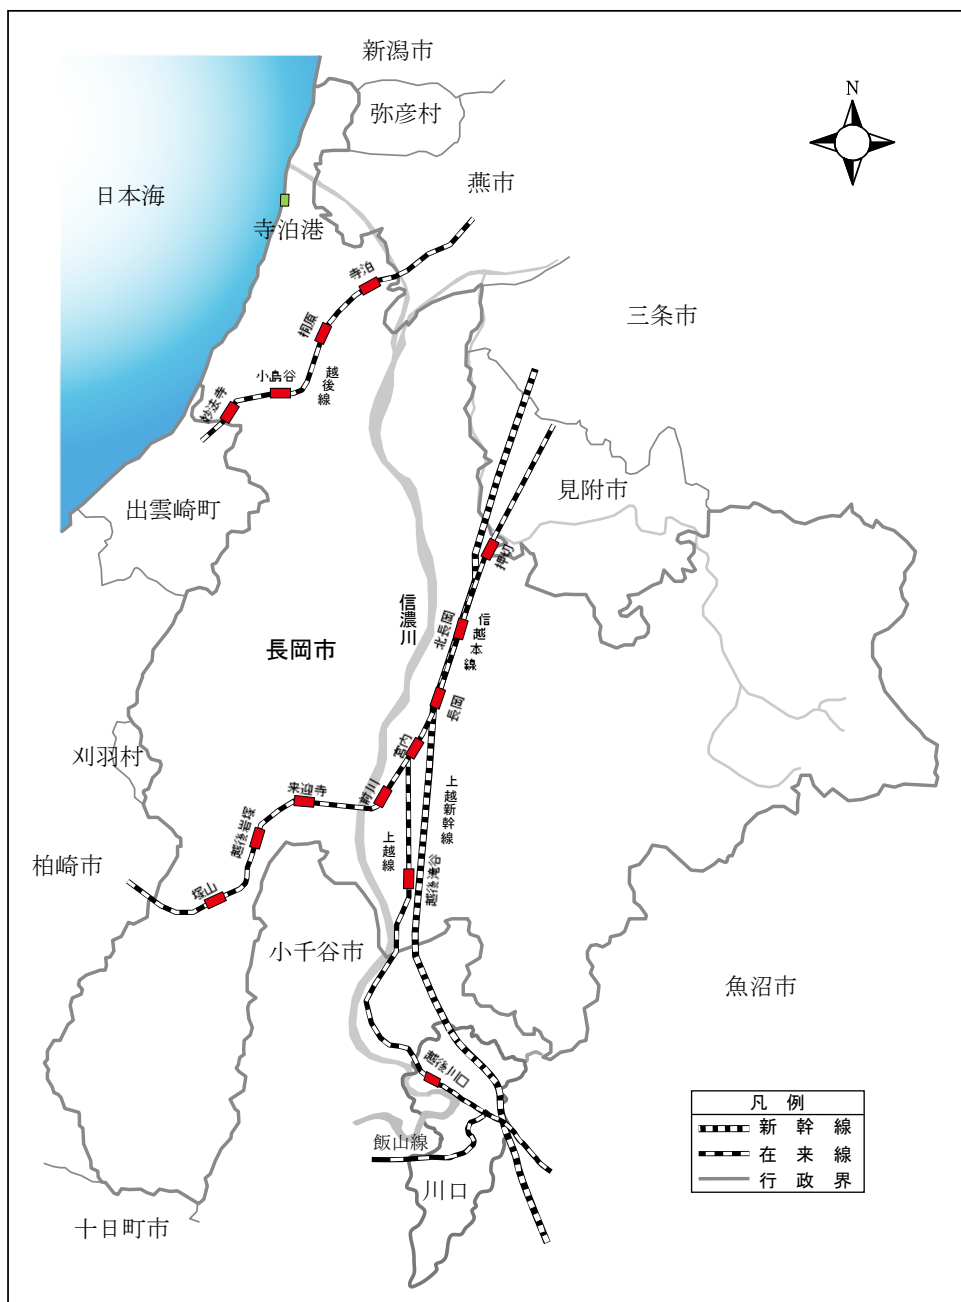 新潟市
弥彦村
N
燕市
日本海
寺泊港
寺泊
三条市
桐原
越後線
小島谷
妙法寺
見附市
出雲崎町
押切
信濃川
北長岡
信越本線
長岡市
長岡
宮内
刈羽村
上越新幹線
来迎寺
前川
越後岩塚
上越線
柏崎市
越後滝谷
塚山
小千谷市
魚沼市
越後川口
凡例
新幹線
在来線
行政界
飯山線
川口
十日町市